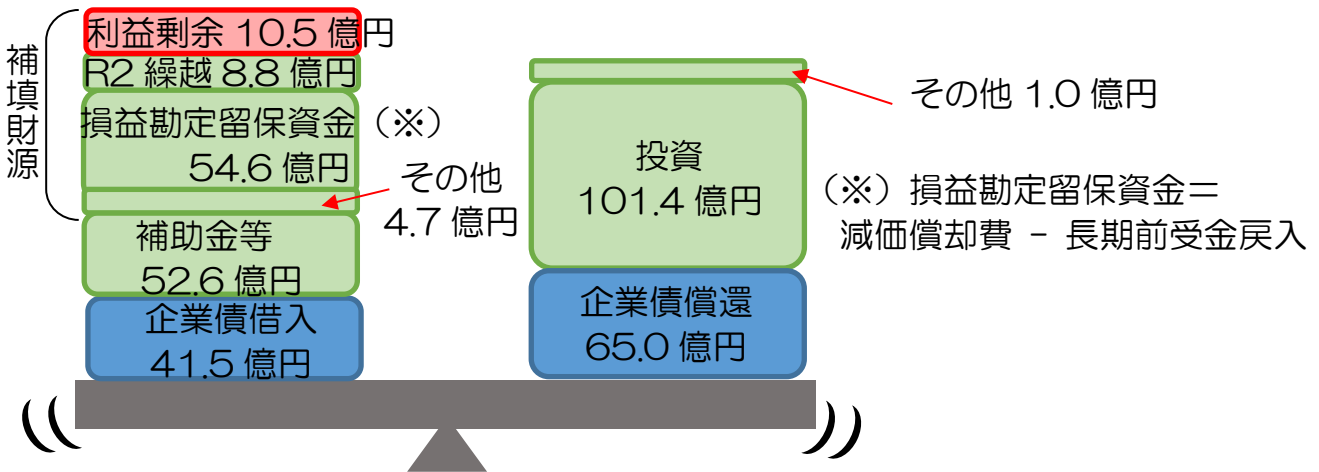 補填財源
利益剰余 10.5 億円
R2 繰越 8.8 億円
損益勘定留保資金（※）
54.6 億円
その他
4.7 億円
補助金等
52.6 億円
企業債借入
41.5 億円
その他 1.0 億円
投資
101.4 億円
企業債償還
65.0 億円
（※）損益勘定留保資金＝
減価償却費 － 長期前受金戻入